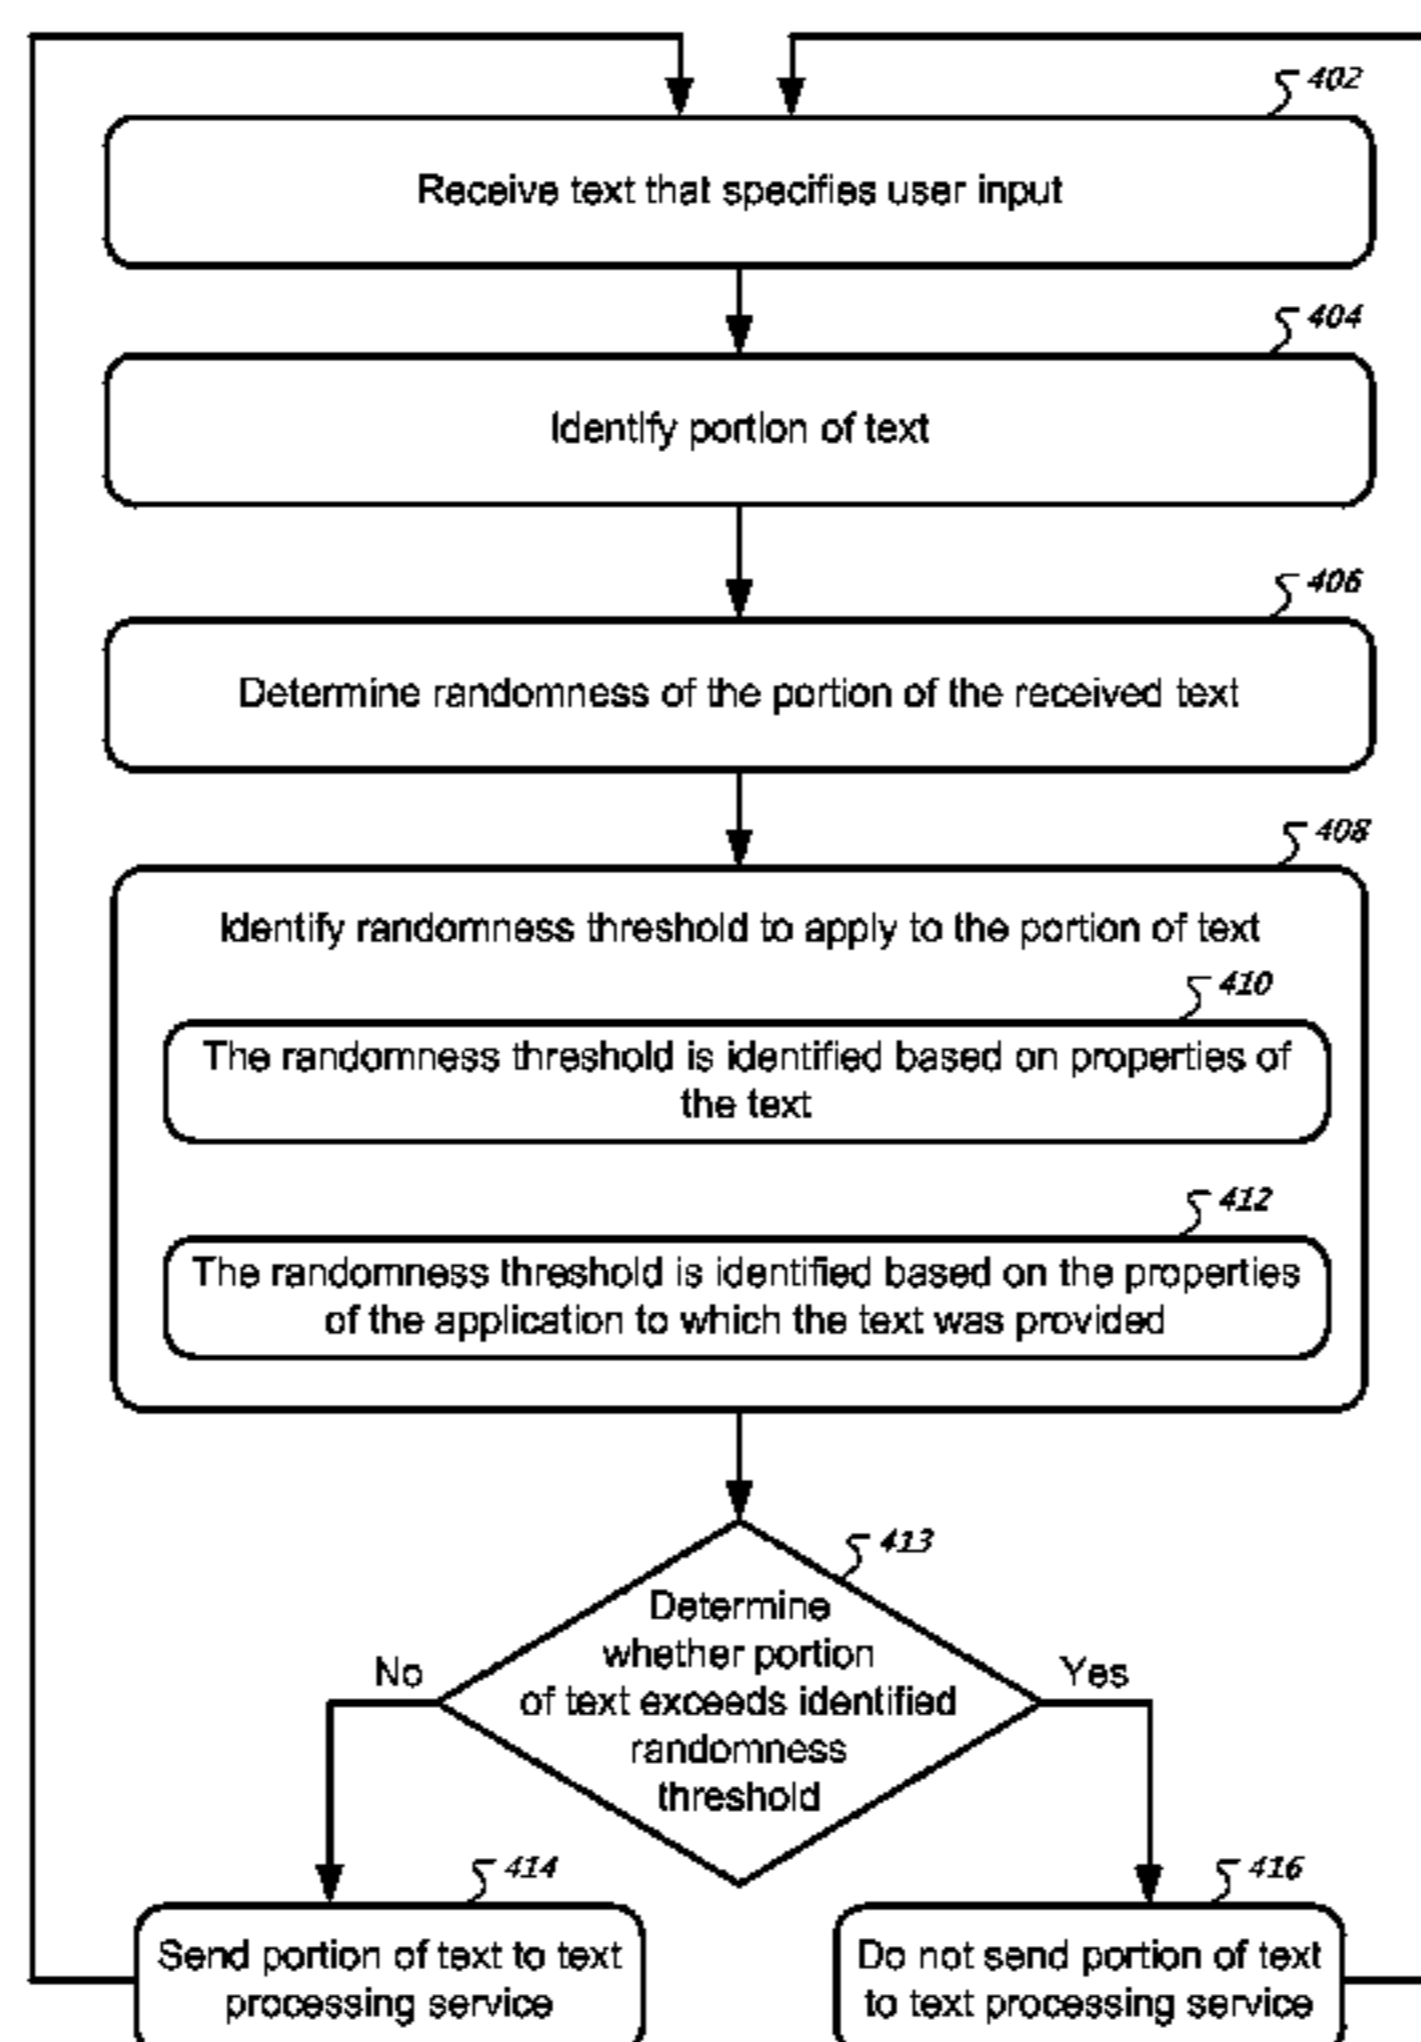 402
Receive text that specifies user input
404
Identify portion of text
406
Determine randomness of the portion of the received text
408
Identify randomness threshold to apply to the portion of text
410
The randomness threshold is identified based on properties of
the text
412
The randomness threshold is identified based on the properties
of the application to which the text was provided
413
Determine
whether portion
of text exceeds identified
randomness
threshold
No
Yes
414
Send portion of text to text
processing service
416
Do not send portion of text
to text processing service